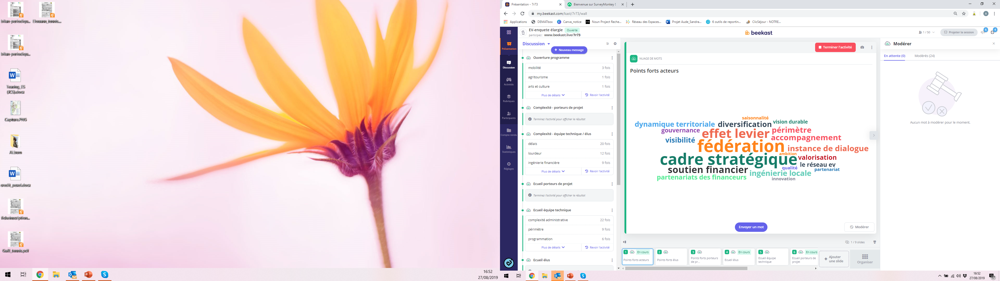 bilan-periodiqu...
Elouann_tennis....
bilan-periodiqu...
Teasing_ES
(JCS).docx
Capture.PNG
ALbum
credit_pexel.docx
ficheinscription...
Gaël_tennis.pdf
16:52
27/08/2019
Présentation - 7r73
Bienvenue sur SurveyMonkey !
my.beekast.com/kast/7r73/wall
Applications
DEMATbox
Canva_notice
Noun Project Reche...
Réseau des Espaces...
Projet Aude_Sandra...
6 outils de reportin...
ClicSéjour - NOTRE...
EV-enquete élargie
Ouverte
participez : www.beekast.live/7r73
beekast
1 / 50
Projeter la session
6
4
Présentation
Discussion
Activités
Rubriques
Participants
Compte rendu
Statistiques
Réglages
Discussion
+ Nouveau message
Ouverture programme
mobilité 3 fois
agritourisme 1 fois
arts et culture 1 fois
Plus de détails
Revoir l'activité
Complexité - porteurs de projet
Terminez l'activité pour afficher le résultat
Complexité - équipe technique / élus
délais 20 fois
lourdeur 12 fois
ingénierie financière 9 fois
Plus de détails
Revoir l'activité
Ecueil porteurs de projet
Terminez l'activité pour afficher le résultat
Ecueil équipe technique
complexité administrative 22 fois
périmètre 9 fois
programmation 6 fois
Plus de détails
Revoir l'activité
Ecueil élus
Terminer l'activité
NUAGE DE MOTS
Points forts acteurs
saisonnalité
dynamique territoriale
diversification
vision durable
gouvernance
effet levier
périmètre
visibilité
accompagnement
fédération
instance de dialogue
ambition
cadre stratégique
valorisation
le réseau ev
soutien financier
qualité
partenariat
ingénierie locale
partenariats des financeurs
innovation
Envoyer un mot
Modérer
1 / 9 slides
1 En cours
Points forts acteurs
2
Points forts élus
3
Points forts porteurs
de pr...
4 En cours
Ecueil élus
5
Ecueil équipe
technique
6 En cours
Ecueil porteurs de
projet
+ Ajouter
une slide
Organiser
Modérer
En attente (0)
Modérés (24)
Aucun mot à modérer pour le moment.
16:52
27/08/2019